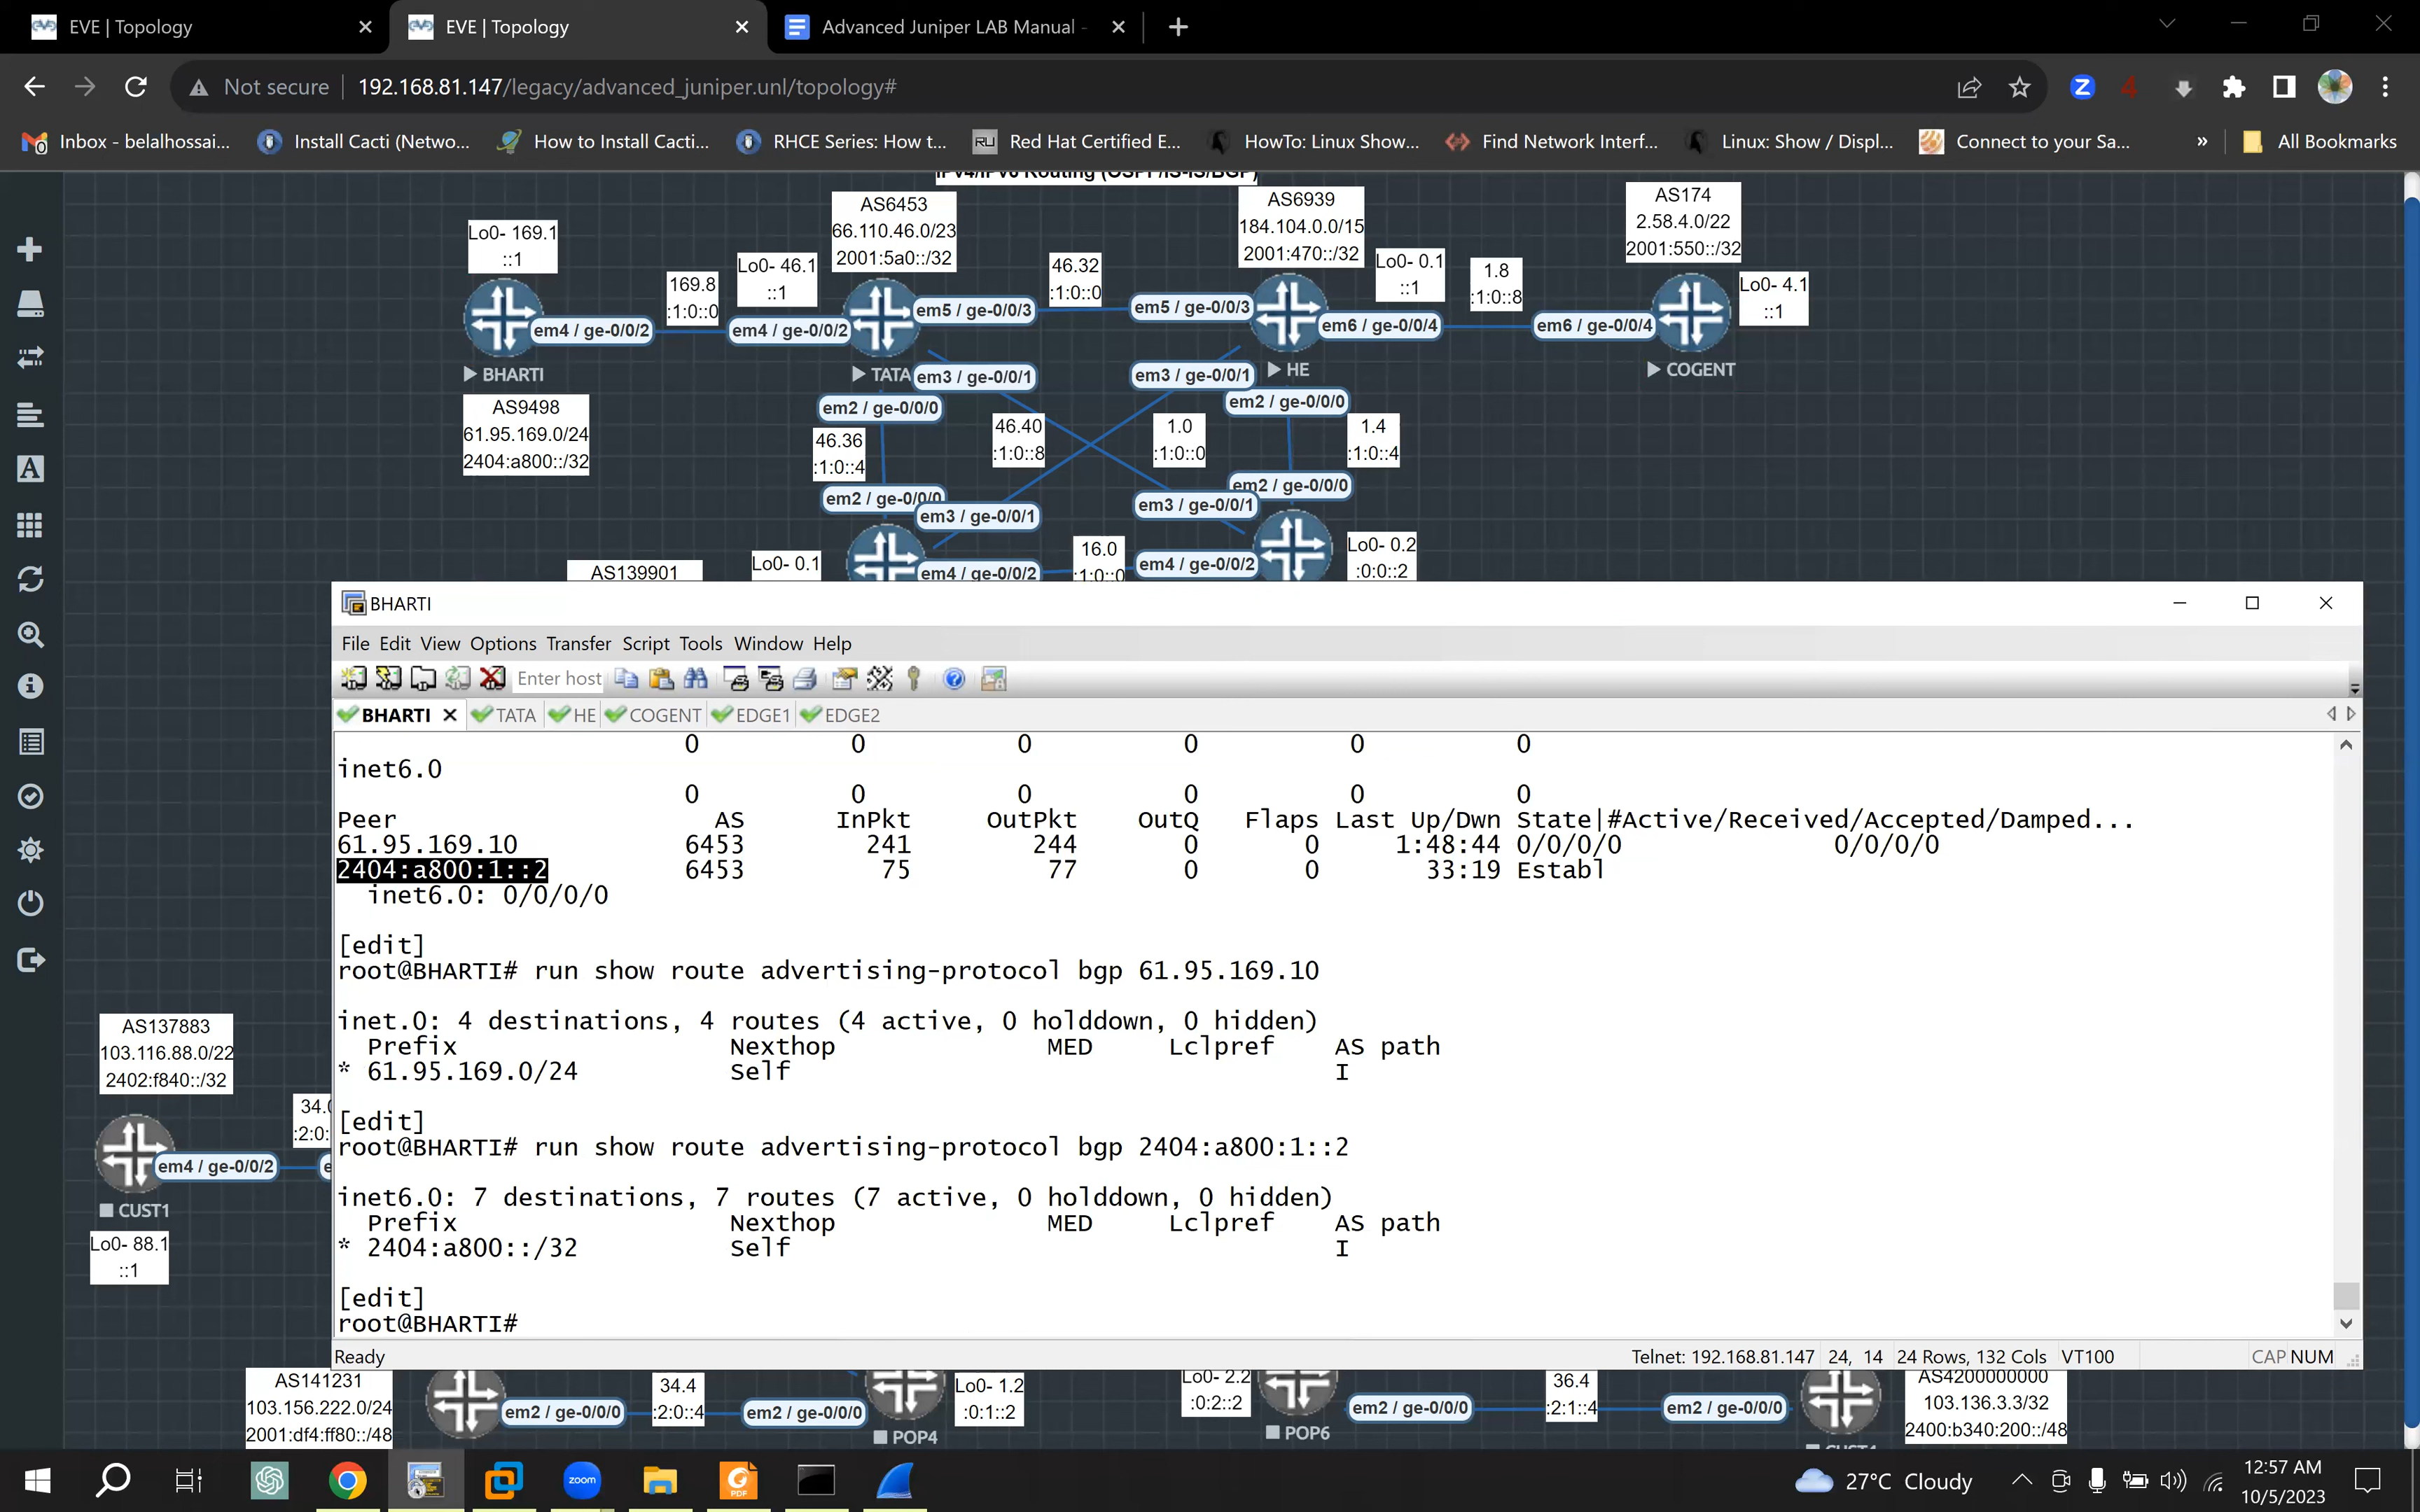 EVE | Topology
EVE | Topology
Advanced Juniper LAB Manual -
Not secure
192.168.81.147/legacy/advanced_juniper.unl/topology#
Inbox - belalhossai...
Install Cacti (Netwo...
How to Install Cacti...
RHCE Series: How t...
Red Hat Certified E...
HowTo: Linux Show...
Find Network Interf...
Linux: Show / Displ...
Connect to your Sa...
»
All Bookmarks
IPv4/IPv6 Routing (OSPF/IS-IS/BGP)
AS6453
66.110.46.0/23
2001:5a0::/32
AS6939
184.104.0.0/15
2001:470::/32
AS174
2.58.4.0/22
2001:550::/32
Lo0- 169.1
::1
169.8
:1:0::0
Lo0- 46.1
::1
46.32
:1:0::0
Lo0- 0.1
::1
1.8
:1:0::8
Lo0- 4.1
::1
em4 / ge-0/0/2
em4 / ge-0/0/2
em5 / ge-0/0/3
em5 / ge-0/0/3
em6 / ge-0/0/4
em6 / ge-0/0/4
BHARTI
TATA
HE
COGENT
em3 / ge-0/0/1
em3 / ge-0/0/1
em2 / ge-0/0/0
em2 / ge-0/0/0
AS9498
61.95.169.0/24
2404:a800::/32
46.36
:1:0::4
46.40
:1:0::8
1.0
:1:0::0
1.4
:1:0::4
em2 / ge-0/0/0
em3 / ge-0/0/1
em2 / ge-0/0/0
em3 / ge-0/0/1
AS139901
Lo0- 0.1
em4 / ge-0/0/2
16.0
:1:0::0
em4 / ge-0/0/2
Lo0- 0.2
:0:0::2
BHARTI
File Edit View Options Transfer Script Tools Window Help
Enter host
BHARTI TATA HE COGENT EDGE1 EDGE2
0 0 0 0 0 0
inet6.0
0 0 0 0 0 0
Peer AS InPkt OutPkt OutQ Flaps Last Up/Dwn State|#Active/Received/Accepted/Damped...
61.95.169.10 6453 241 244 0 0 1:48:44 0/0/0/0 0/0/0/0
2404:a800:1::2 6453 75 77 0 0 33:19 Establ
inet6.0: 0/0/0/0
[edit]
root@BHARTI# run show route advertising-protocol bgp 61.95.169.10
inet.0: 4 destinations, 4 routes (4 active, 0 holddown, 0 hidden)
Prefix Nexthop MED Lclpref AS path
* 61.95.169.0/24 Self I
[edit]
root@BHARTI# run show route advertising-protocol bgp 2404:a800:1::2
inet6.0: 7 destinations, 7 routes (7 active, 0 holddown, 0 hidden)
Prefix Nexthop MED Lclpref AS path
* 2404:a800::/32 Self I
[edit]
root@BHARTI#
Ready
Telnet: 192.168.81.147 24, 14 24 Rows, 132 Cols VT100 CAP NUM
AS137883
103.116.88.0/22
2402:f840::/32
34.0
:2:0:
em4 / ge-0/0/2
CUST1
Lo0- 88.1
::1
AS141231
103.156.222.0/24
2001:df4:ff80::/48
em2 / ge-0/0/0
34.4
:2:0::4
em2 / ge-0/0/0
POP4
Lo0- 1.2
:0:1::2
Lo0- 2.2
:0:2::2
POP6
em2 / ge-0/0/0
36.4
:2:1::4
em2 / ge-0/0/0
AS4200000000
103.136.3.3/32
2400:b340:200::/48
zoom
PDF
27°C Cloudy
12:57 AM
10/5/2023